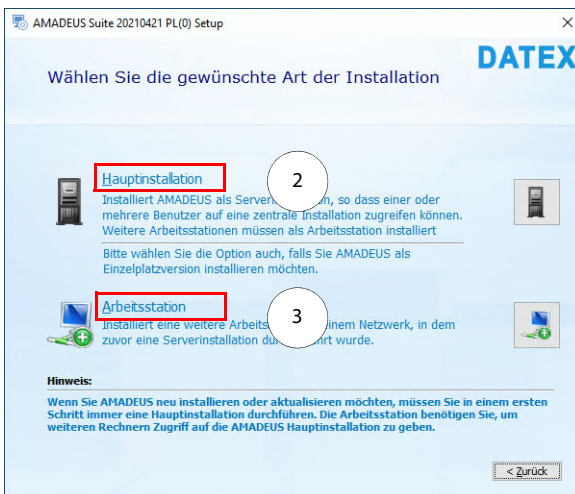 AMADEUS Suite 20210421 PL(0) Setup
DATEX
Wählen Sie die gewünschte Art der Installation
Hauptinstallation
2
Installiert AMADEUS als Server so dass einer oder
mehrere Benutzer auf eine zentrale Installation zugreifen können.
Weitere Arbeitstationen müssen als Arbeitstation installiert
Bitte wählen Sie die Option auch, falls Sie AMADEUS als
Einzelplatzversion installieren möchten.
Arbeitsstation
3
Installiert eine weitere Arbeits inem Netzwerk, in dem
zuvor eine Serverinstallation du rt wurde.
Hinweis:
Wenn Sie AMADEUS neu installieren oder aktualisieren möchten, müssen Sie in einem ersten
Schritt immer eine Hauptinstallation durchführen. Die Arbeitsstation benötigen Sie, um
weiteren Rechnern Zugriff auf die AMADEUS Hauptinstallation zu geben.
< Zurück